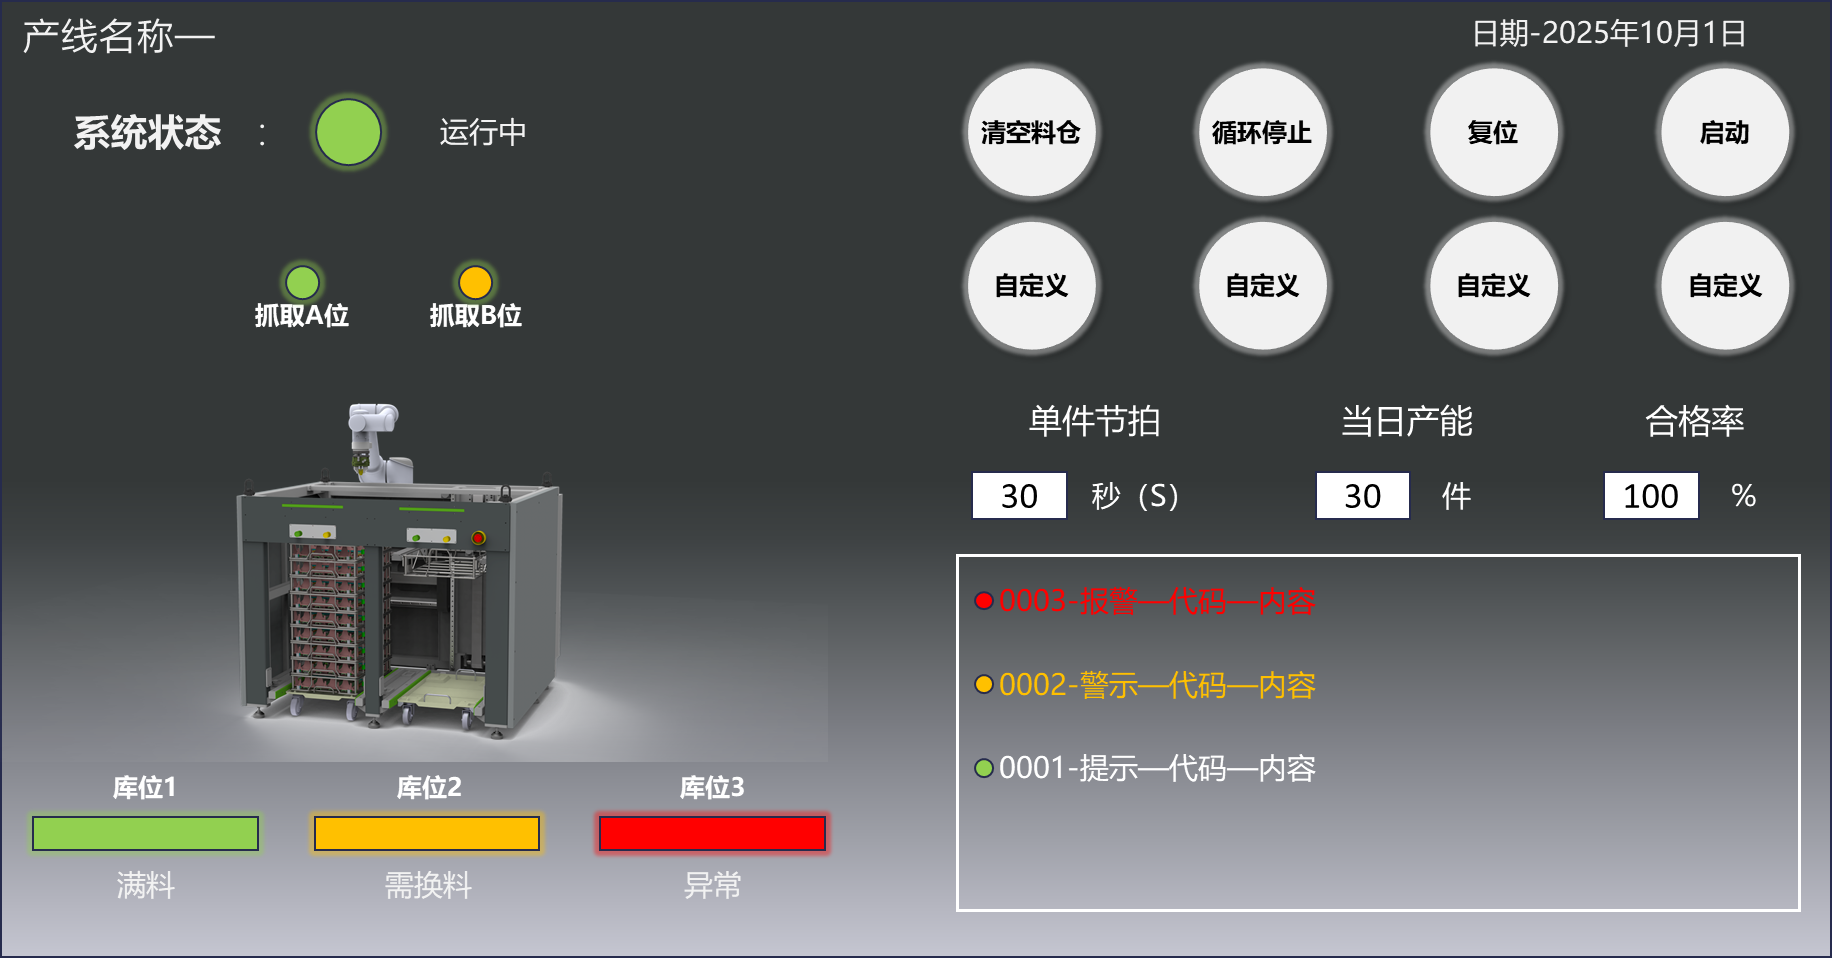 产线名称—
日期-2025年10月1日
系统状态 ： 运行中
清空料仓 循环停止 复位 启动
抓取A位 抓取B位
自定义 自定义 自定义 自定义
单件节拍 当日产能 合格率
30 秒（S） 30 件 100 %
0003-报警—代码—内容
0002-警示—代码—内容
0001-提示—代码—内容
库位1 库位2 库位3
满料 需换料 异常